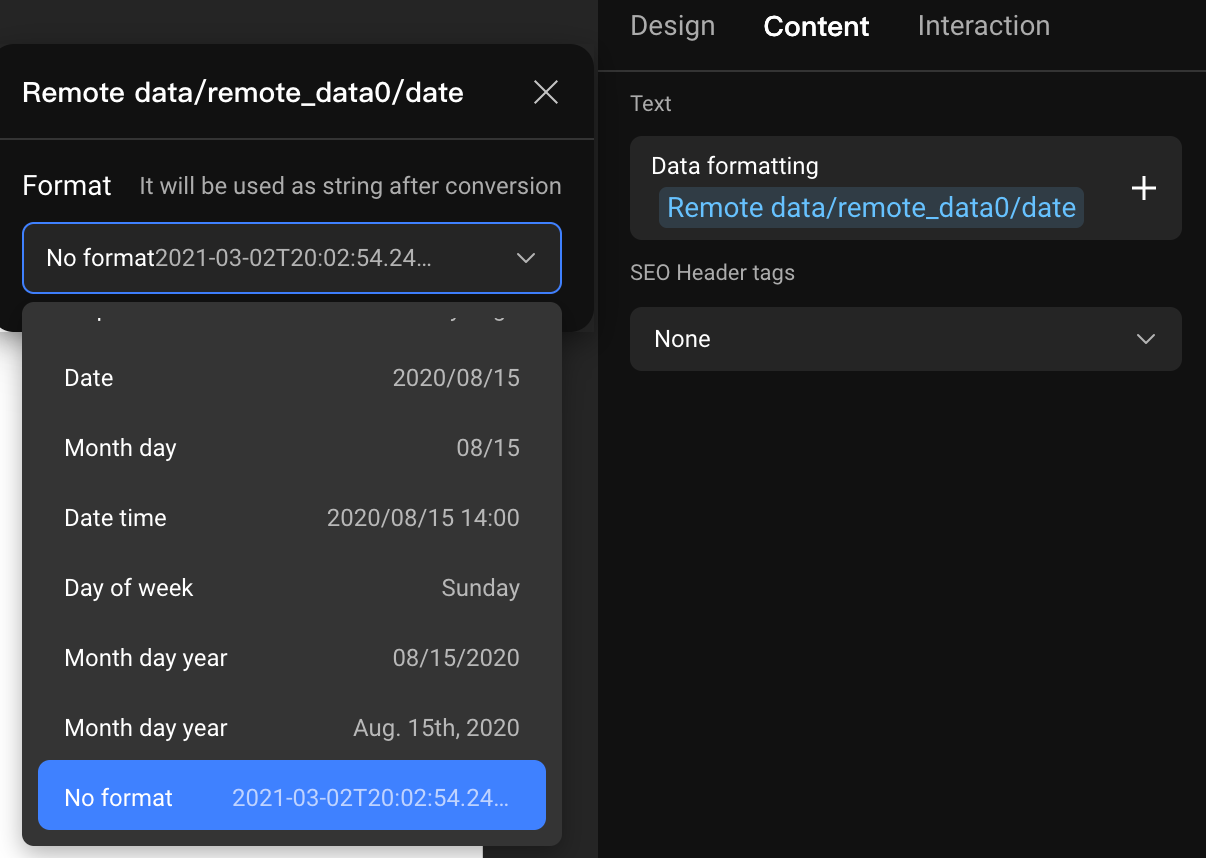 Design Content Interaction
Remote data/remote_data0/date
Format It will be used as string after conversion
No format2021-03-02T20:02:54.24...
Date 2020/08/15
Month day 08/15
Date time 2020/08/15 14:00
Day of week Sunday
Month day year 08/15/2020
Month day year Aug. 15th, 2020
No format 2021-03-02T20:02:54.24...
Text
Data formatting
Remote data/remote_data0/date
SEO Header tags
None